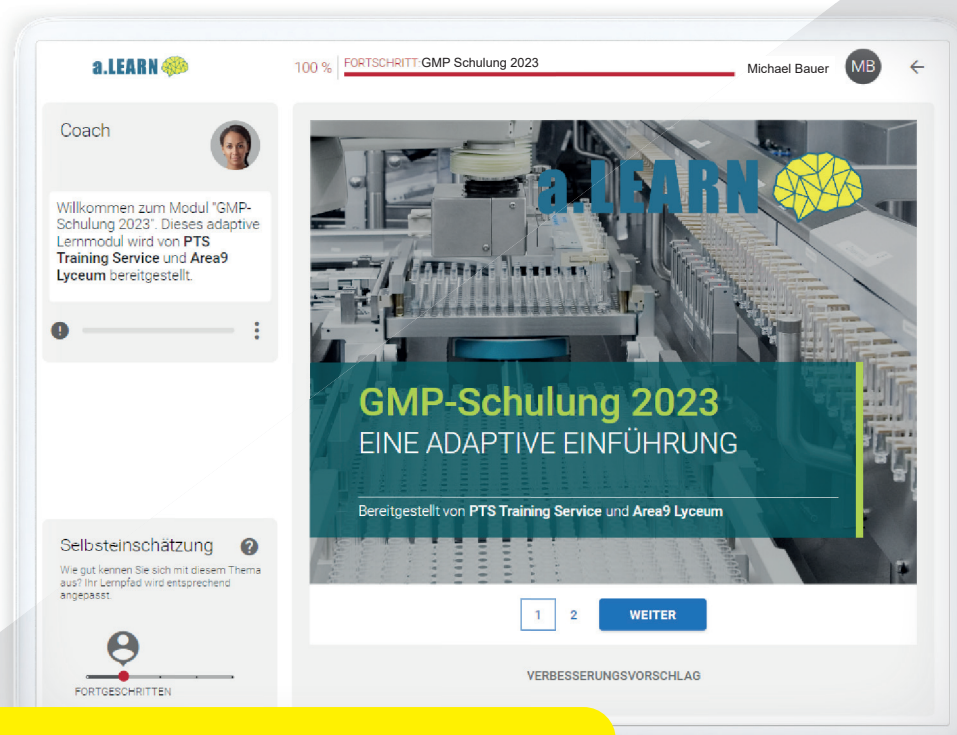 a.LEARN
100 % FORTSCHRITT: GMP Schulung 2023
Michael Bauer MB
Coach
Willkommen zum Modul "GMP-
Schulung 2023". Dieses adaptive
Lernmodul wird von PTS
Training Service und Area9
Lyceum bereitgestellt.
a.LEARN
GMP-Schulung 2023
EINE ADAPTIVE EINFÜHRUNG
Bereitgestellt von PTS Training Service und Area9 Lyceum
Selbsteinschätzung ?
Wie gut kennen Sie sich mit diesem Thema
aus? Ihr Lernpfad wird entsprechend
angepasst.
FORTGESCHRITTEN
1 2 WEITER
VERBESSERUNGSVORSCHLAG